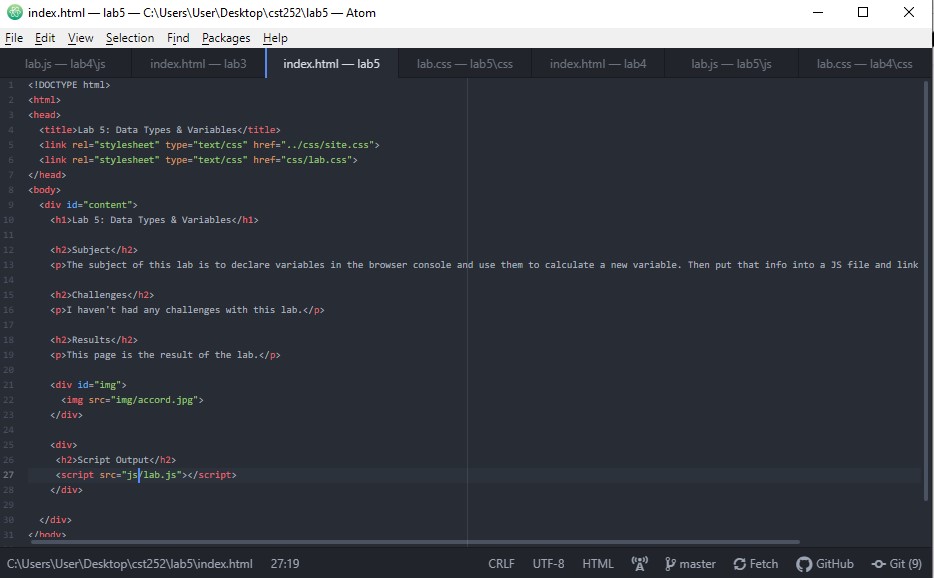 index.html — lab5 — C:\Users\User\Desktop\cst252\lab5 — Atom
File Edit View Selection Find Packages Help
lab.js — lab4\js index.html — lab3 index.html — lab5 lab.css — lab5\css index.html — lab4 lab.js — lab5\js lab.css — lab4\css
1 <!DOCTYPE html>
2 <html>
3 <head>
4 <title>Lab 5: Data Types & Variables</title>
5 <link rel="stylesheet" type="text/css" href="../css/site.css">
6 <link rel="stylesheet" type="text/css" href="css/lab.css">
7 </head>
8 <body>
9 <div id="content">
10 <h1>Lab 5: Data Types & Variables</h1>
11
12 <h2>Subject</h2>
13 <p>The subject of this lab is to declare variables in the browser console and use them to calculate a new variable. Then put that info into a JS file and link
14
15 <h2>Challenges</h2>
16 <p>I haven't had any challenges with this lab.</p>
17
18 <h2>Results</h2>
19 <p>This page is the result of the lab.</p>
20
21 <div id="img">
22 <img src="img/accord.jpg">
23 </div>
24
25 <div>
26 <h2>Script Output</h2>
27 <script src="js/lab.js"></script>
28 </div>
29
30 </div>
31 </body>
C:\Users\User\Desktop\cst252\lab5\index.html 27:19 CRLF UTF-8 HTML master Fetch GitHub Git (9)